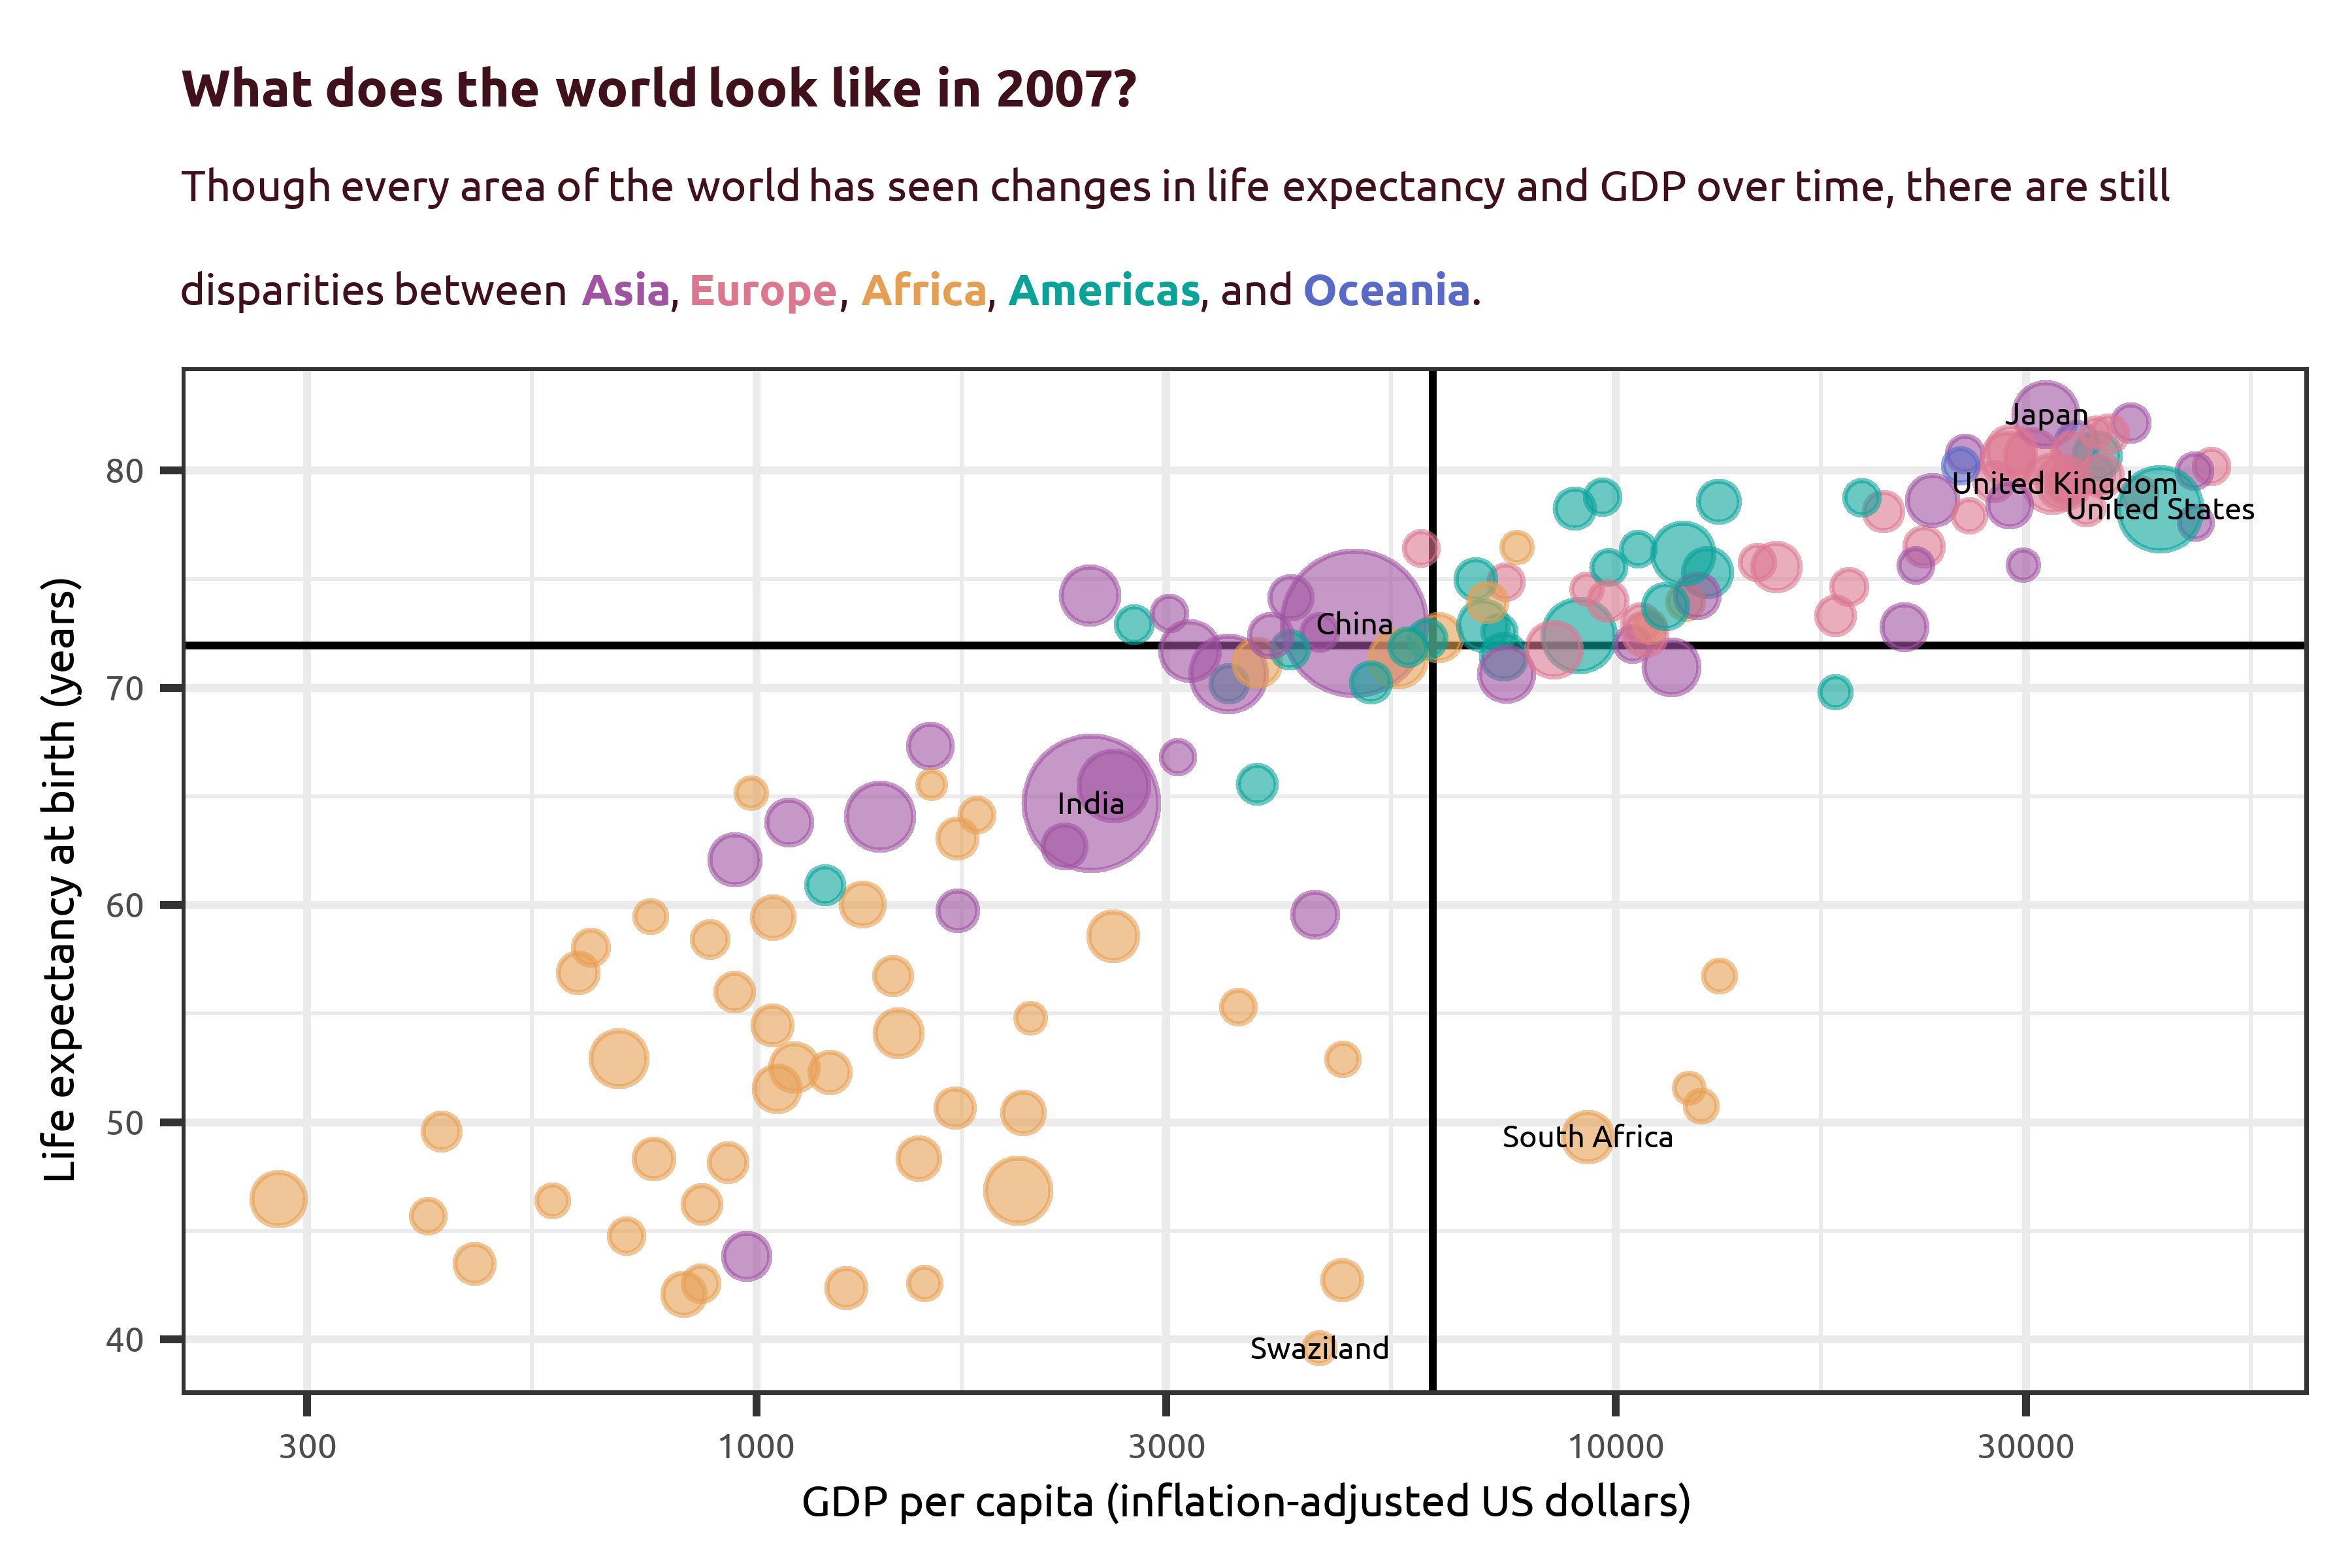 What does the world look like in 2007?
Though every area of the world has seen changes in life expectancy and GDP over time, there are still
disparities between Asia, Europe, Africa, Americas, and Oceania.
Life expectancy at birth (years)
80
70
60
50
40
Japan
United Kingdom
United States
China
India
South Africa
Swaziland
300
1000
3000
10000
30000
GDP per capita (inflation-adjusted US dollars)